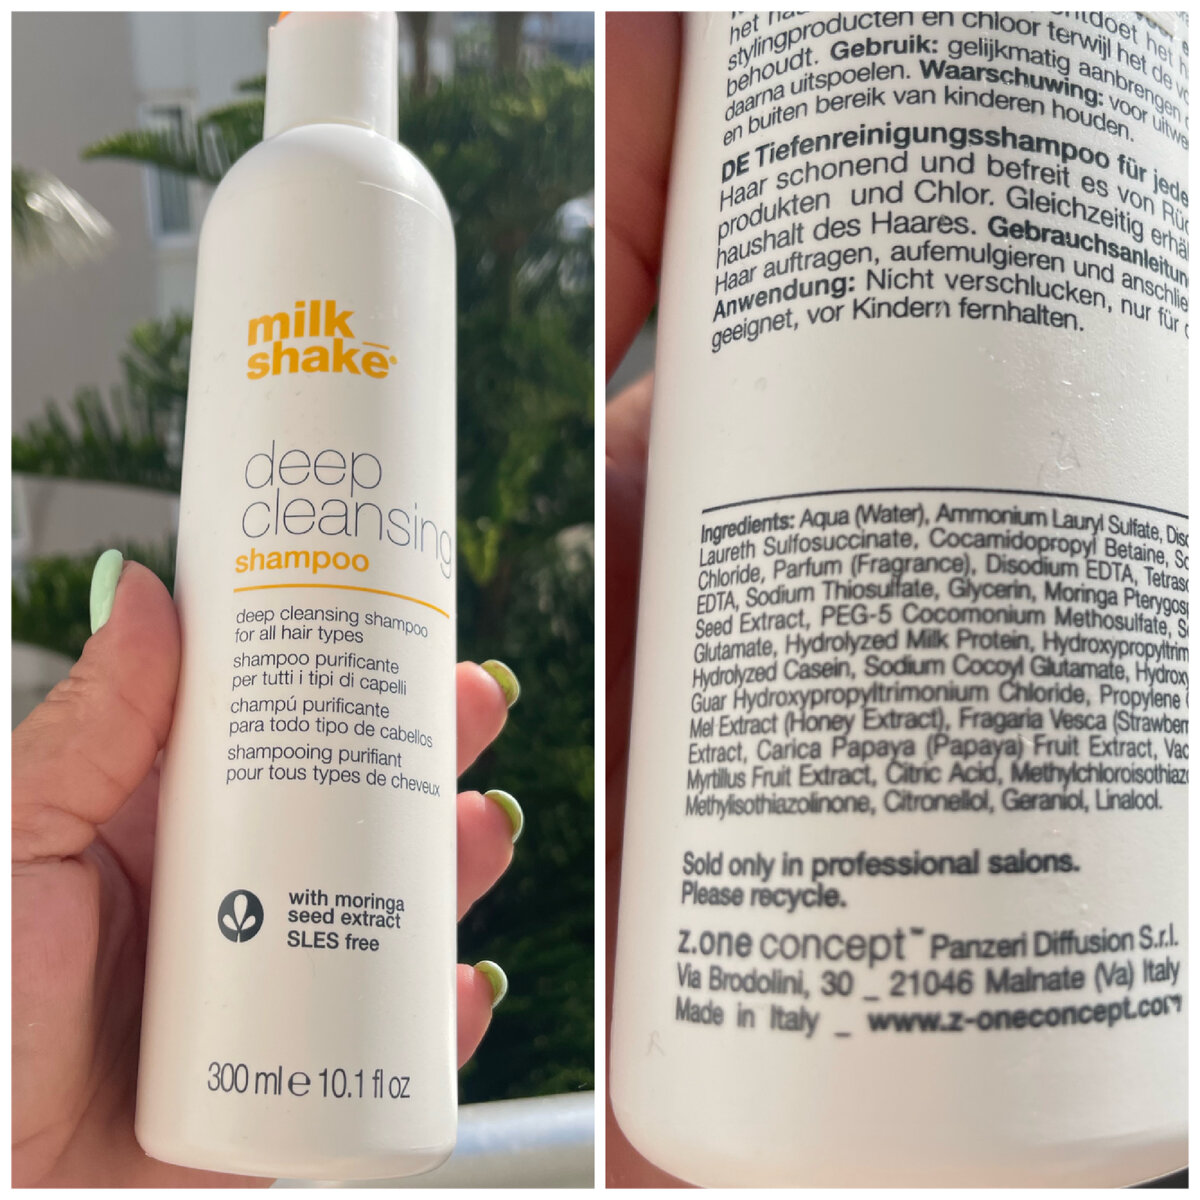 milk_
shake®
deep
cleansing
shampoo
deep cleansing shampoo
for all hair types
shampoo purificante
per tutti i tipi di capelli
champú purificante
para todo tipo de cabellos
shampooing purifiant
pour tous types de cheveux
with moringa
seed extract
SLES free
300 ml e 10.1 fl oz
het
stylingproducten en chloor terwijl het de
behoudt. Gebruik: gelijkmatig aanbrengen
daarna uitspoelen. Waarschuwing: voor
en buiten bereik van kinderen houden.
DE Tiefenreinigungsshampoo für
Haar schonend und befreit es von
produkten und Chlor. Gleichzeitig
haushalt des Haares.
Haar auftragen, aufemulgieren und
Anwendung: Nicht verschlucken, nur für
geeignet, vor Kindern fernhalten.
Ingredients: Aqua (Water), Ammonium Lauryl Sulfate,
Laureth Sulfosuccinate, Cocamidopropyl Betaine,
Chloride, Parfum (Fragrance), Disodium EDTA,
EDTA, Sodium Thiosulfate, Glycerin, Moringa
Seed Extract, PEG-5 Cocomonium Methosulfate,
Glutamate, Hydrolyzed Milk Protein,
Hydrolyzed Casein, Sodium Cocoyl Glutamate,
Guar Hydroxypropyltrimonium Chloride, Propylene
Mel Extract (Honey Extract), Fragaria Vesca
Extract, Carica Papaya (Papaya) Fruit Extract,
Myrtillus Fruit Extract, Citric Acid,
Methylisothiazolinone, Citronellol, Geraniol, Linalool.
Sold only in professional salons.
Please recycle.
z.one concept™ Panzeri Diffusion S.r.l.
Via Brodolini, 30 _ 21046 Malnate (Va) Italy
Made in Italy _ www.z-oneconcept.com